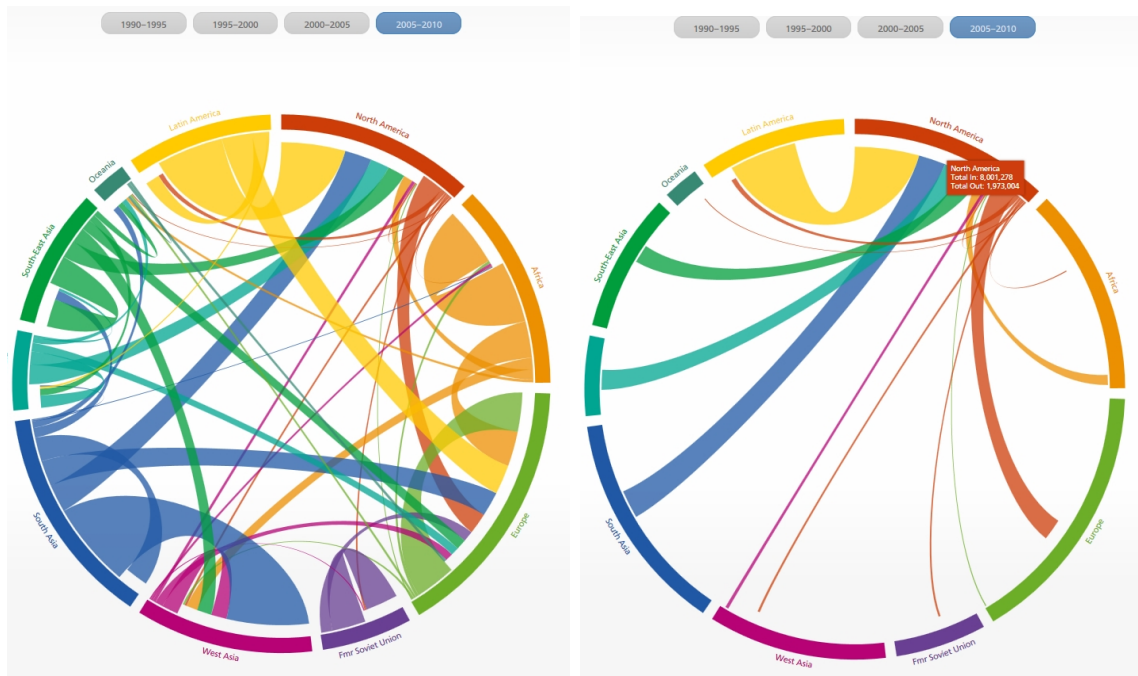 1990–1995
1995–2000
2000–2005
2005–2010
Latin America
North America
Oceania
South-East Asia
Africa
South Asia
Europe
West Asia
Fmr Soviet Union
1990–1995
1995–2000
2000–2005
2005–2010
Latin America
North America
North America
Total In: 8,001,278
Total Out: 1,973,004
Oceania
South-East Asia
Africa
South Asia
Europe
West Asia
Fmr Soviet Union